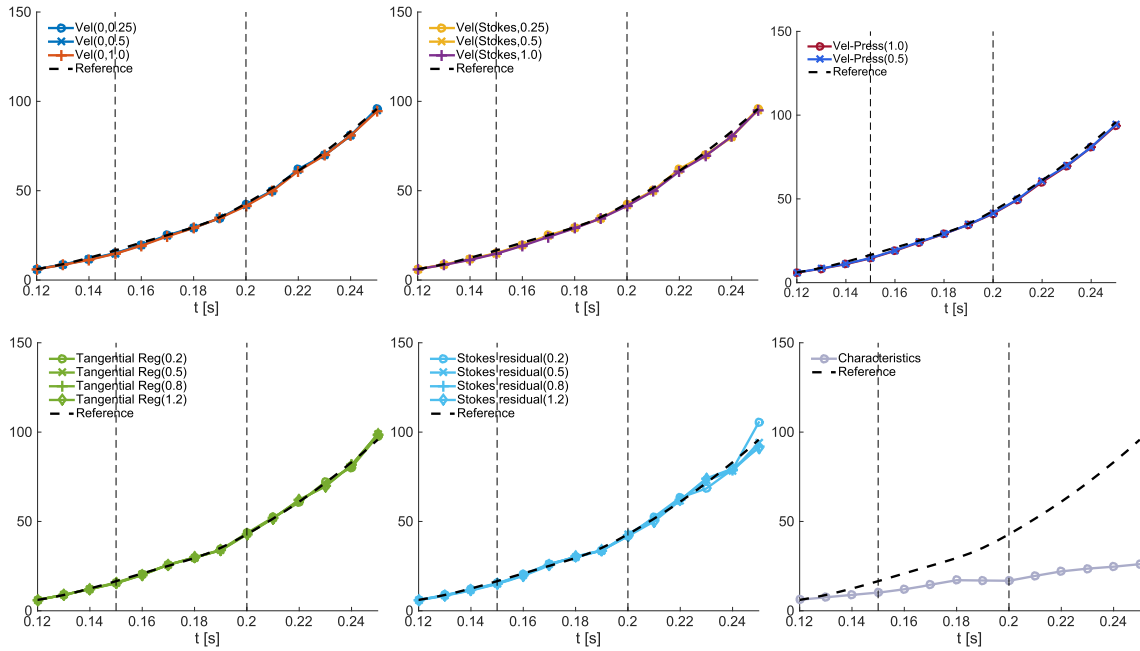 150
Vel(0,0.25)
Vel(0,0.5)
Vel(0,1.0)
Reference
100
50
0
0.12 0.14 0.16 0.18 0.2 0.22 0.24
t [s]
150
Vel(Stokes,0.25)
Vel(Stokes,0.5)
Vel(Stokes,1.0)
Reference
100
50
0
0.12 0.14 0.16 0.18 0.2 0.22 0.24
t [s]
150
Vel-Press(1.0)
Vel-Press(0.5)
Reference
100
50
0
0.12 0.14 0.16 0.18 0.2 0.22 0.24
t [s]
150
Tangential Reg(0.2)
Tangential Reg(0.5)
Tangential Reg(0.8)
Tangential Reg(1.2)
Reference
100
50
0
0.12 0.14 0.16 0.18 0.2 0.22 0.24
t [s]
150
Stokes residual(0.2)
Stokes residual(0.5)
Stokes residual(0.8)
Stokes residual(1.2)
Reference
100
50
0
0.12 0.14 0.16 0.18 0.2 0.22 0.24
t [s]
150
Characteristics
Reference
100
50
0
0.12 0.14 0.16 0.18 0.2 0.22 0.24
t [s]